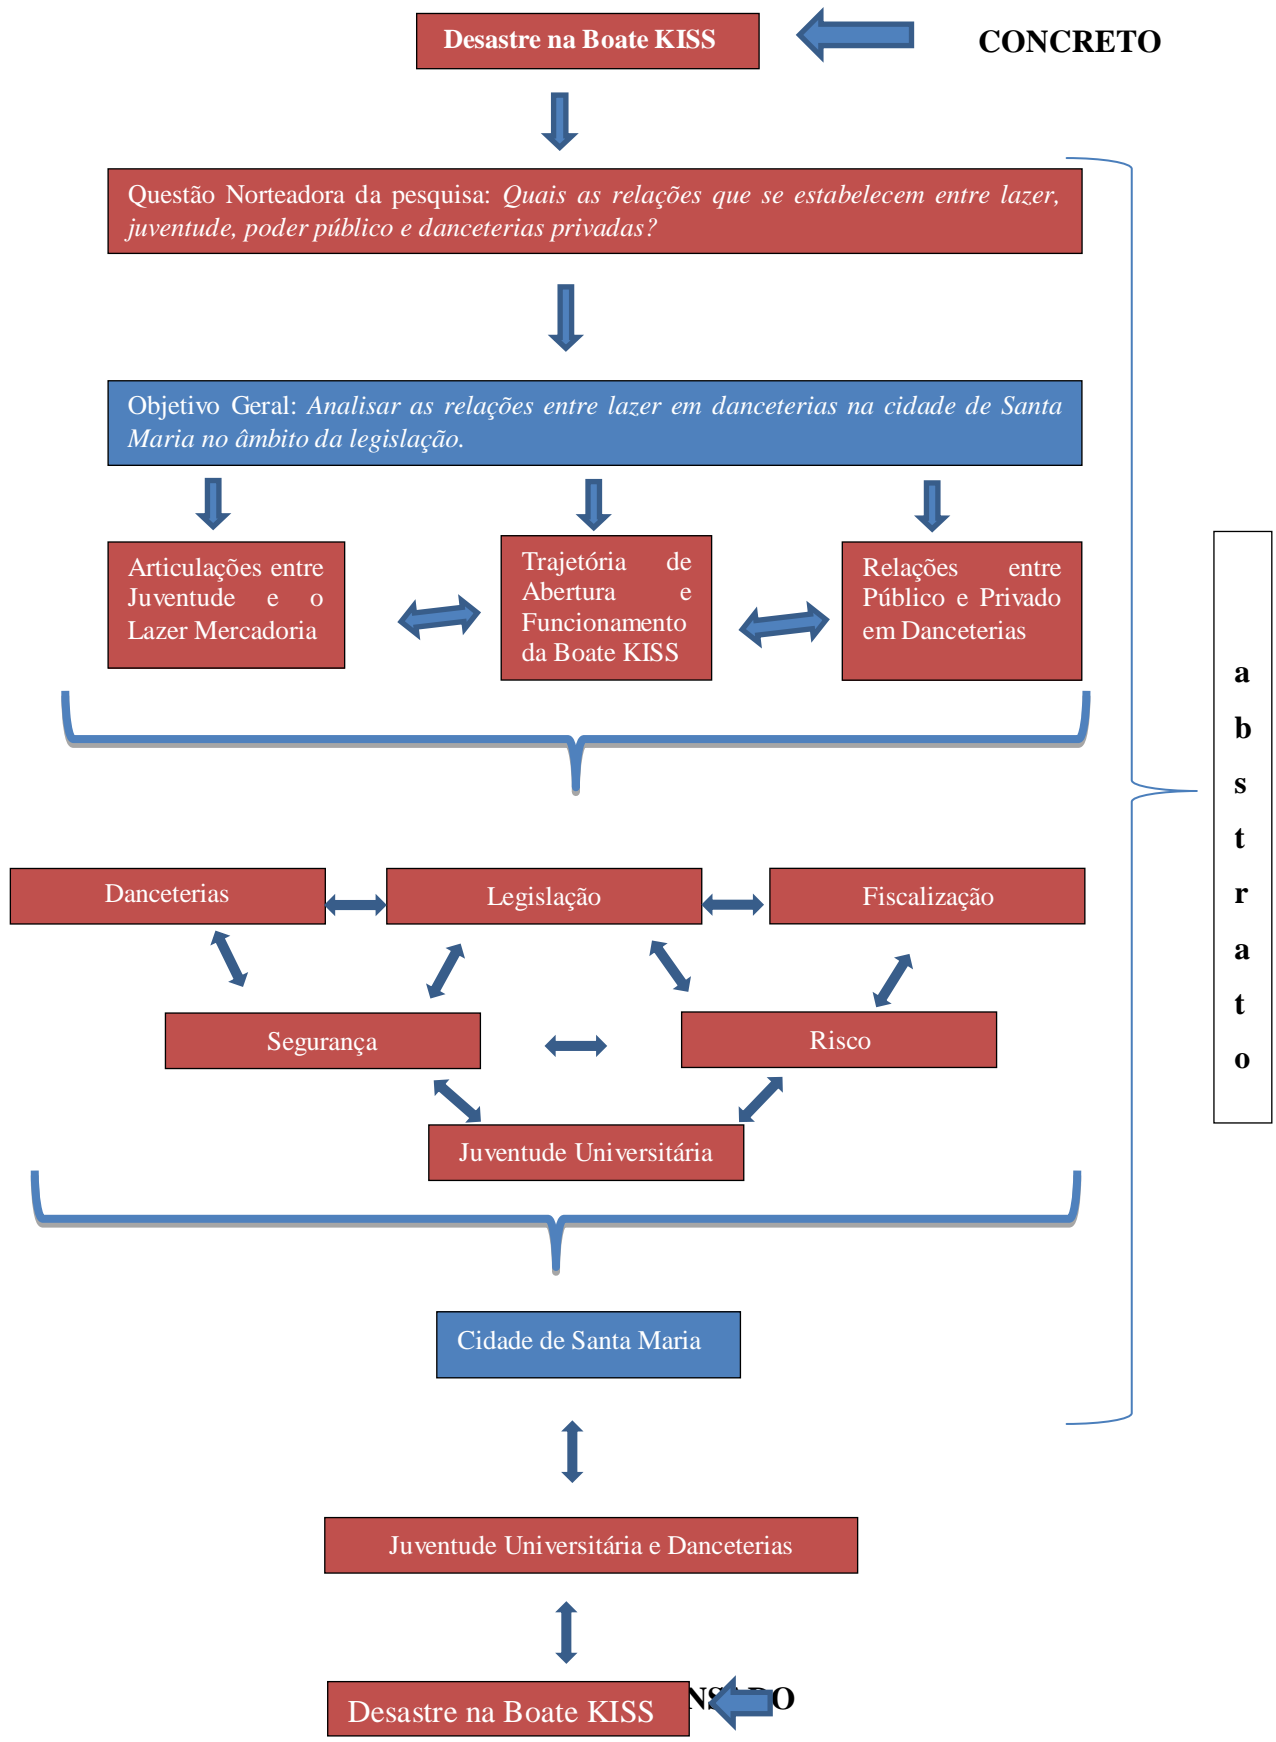 Desastre na Boate KISS
CONCRETO
Questão Norteadora da pesquisa: Quais as relações que se estabelecem entre lazer,
juventude, poder público e danceterias privadas?
Objetivo Geral: Analisar as relações entre lazer em danceterias na cidade de Santa
Maria no âmbito da legislação.
Articulações entre
Juventude e o
Lazer Mercadoria
Trajetória de
Abertura e
Funcionamento
da Boate KISS
Relações entre
Público e Privado
em Danceterias
a
b
s
t
r
a
t
o
Danceterias
Legislação
Fiscalização
Segurança
Risco
Juventude Universitária
Cidade de Santa Maria
Juventude Universitária e Danceterias
Desastre na Boate KISS